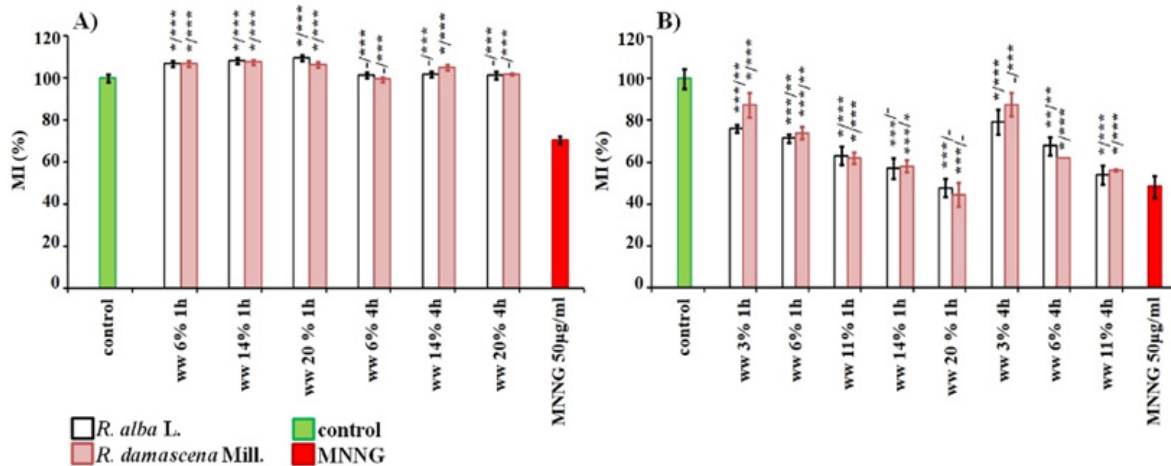 A)
MI (%)
120
100
80
60
40
20
0
*/***
*/***
*/***
*/***
*/***
*/***
-/***
-/***
-/***
*/***
-/***
-/***
control
ww 6% 1h
ww 14% 1h
ww 20 % 1h
ww 6% 4h
ww 14% 4h
ww 20% 4h
MNNG 50µg/ml
B)
MI (%)
120
100
80
60
40
20
0
***/**
*/***
***/**
***/**
*/***
*/***
***/-
***/*
***/-
***/-
*/***
-/***
**/**
*/***
*/***
*/***
control
ww 3% 1h
ww 6% 1h
ww 11% 1h
ww 14% 1h
ww 20 % 1h
ww 3% 4h
ww 6% 4h
ww 11% 4h
MNNG 50µg/ml
R. alba L.
control
R. damascena Mill.
MNNG